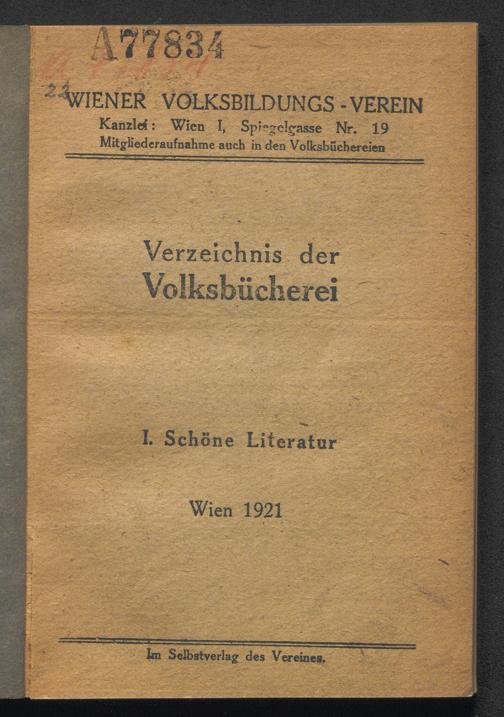 A77834
22
WIENER VOLKSBILDUNGS-VEREIN
Kanzlei: Wien I, Spiegelgasse Nr. 19
Mitgliederaufnahme auch in den Volksbüchereien
Verzeichnis der
Volksbücherei
I. Schöne Literatur
Wien 1921
Im Selbstverlag des Vereines.